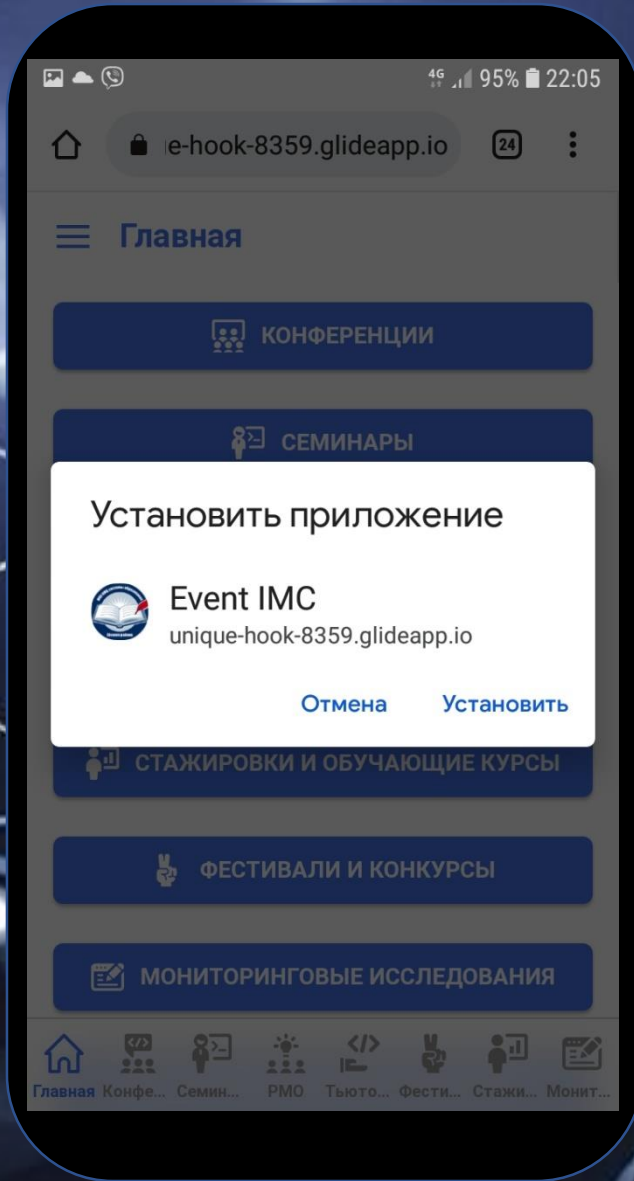 4G 95% 22:05
e-hook-8359.glideapp.io 24
Главная
КОНФЕРЕНЦИИ
СЕМИНАРЫ
Установить приложение
Event IMC
unique-hook-8359.glideapp.io
Отмена Установить
СТАЖИРОВКИ И ОБУЧАЮЩИЕ КУРСЫ
ФЕСТИВАЛИ И КОНКУРСЫ
МОНИТОРИНГОВЫЕ ИССЛЕДОВАНИЯ
Главная Конфе... Семин... РМО Тьюто... Фести... Стажи... Монит...